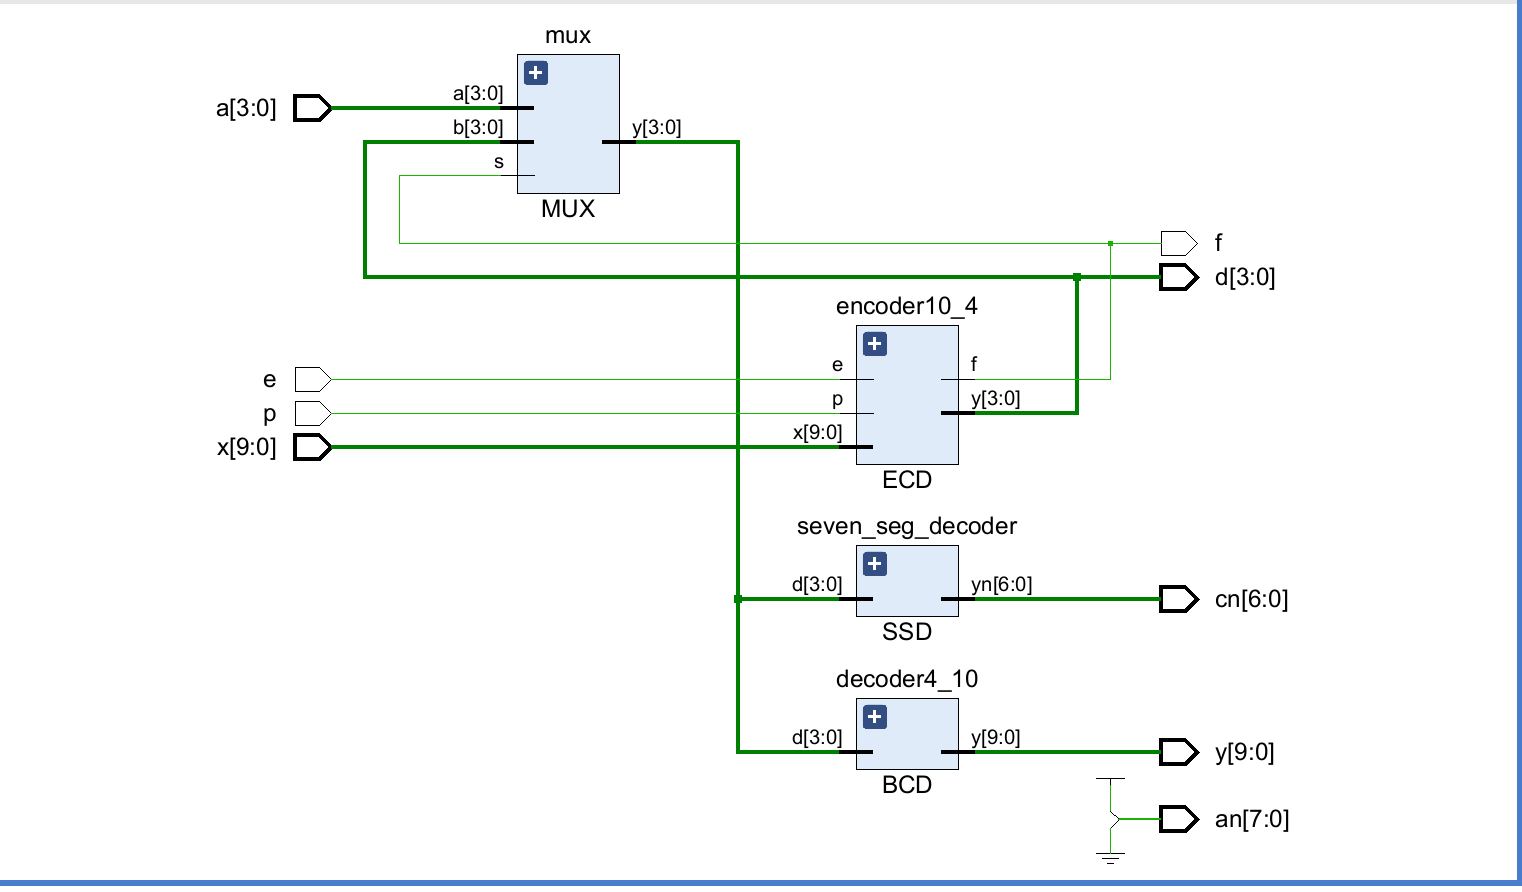 mux
a[3:0]
a[3:0]
b[3:0]
y[3:0]
s
MUX
f
d[3:0]
encoder10_4
e
e
f
p
p
y[3:0]
x[9:0]
x[9:0]
ECD
seven_seg_decoder
d[3:0]
yn[6:0]
cn[6:0]
SSD
decoder4_10
d[3:0]
y[9:0]
y[9:0]
BCD
an[7:0]